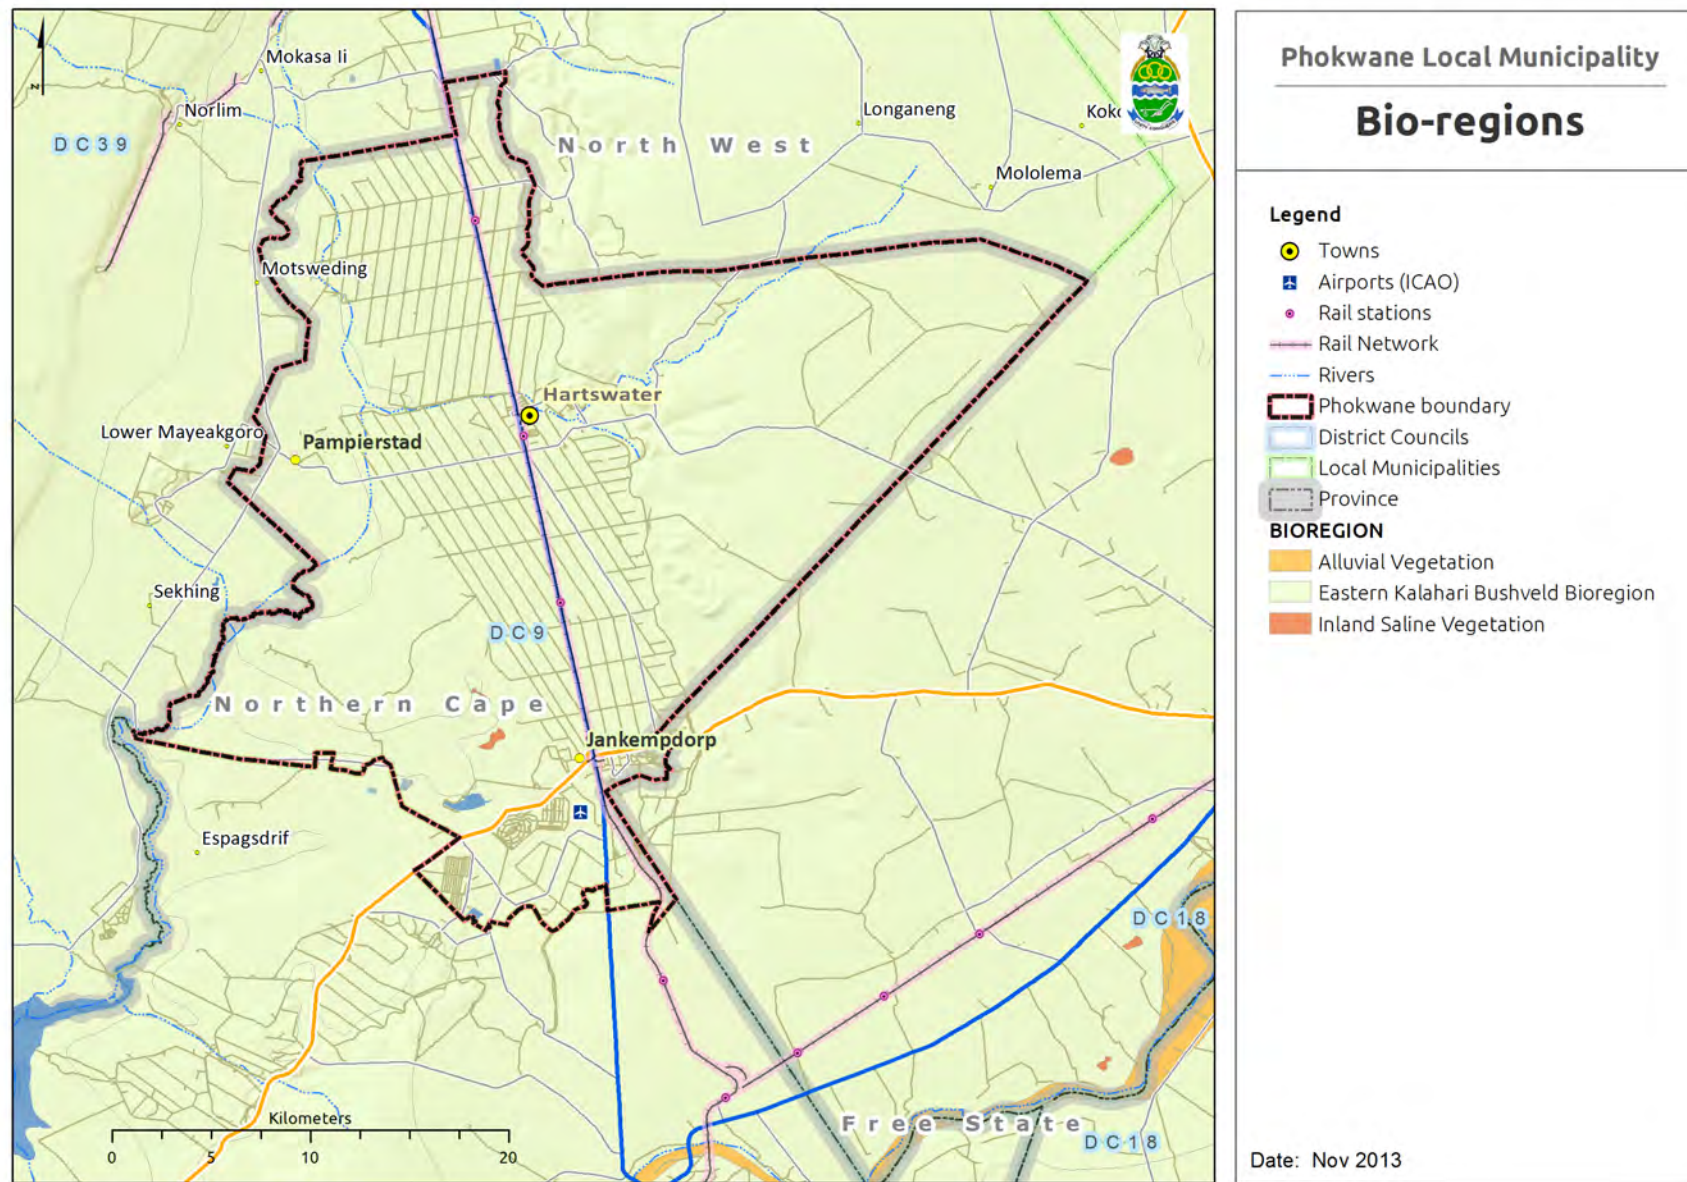 Phokwane Local Municipality
Bio-regions
Legend
Towns
Airports (ICAO)
Rail stations
Rail Network
Rivers
Phokwane boundary
District Councils
Local Municipalities
Province
BIOREGION
Alluvial Vegetation
Eastern Kalahari Bushveld Bioregion
Inland Saline Vegetation
Date: Nov 2013
z
Mokasa Ii
Norlim
DC39
North West
Longaneng
Koko
Mololema
Motsweding
Hartswater
Lower Mayeakgoro
Pampierstad
Sekhing
DC9
Northern Cape
Jankempdorp
Espagsdrif
DC18
Free State
DC18
Kilometers
0 5 10 20